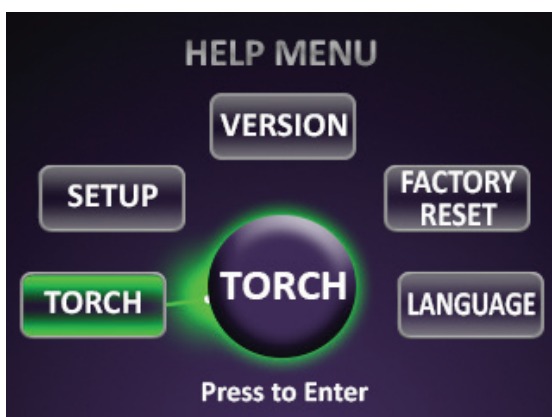 HELP MENU
VERSION
SETUP
FACTORY
RESET
TORCH
TORCH
LANGUAGE
Press to Enter